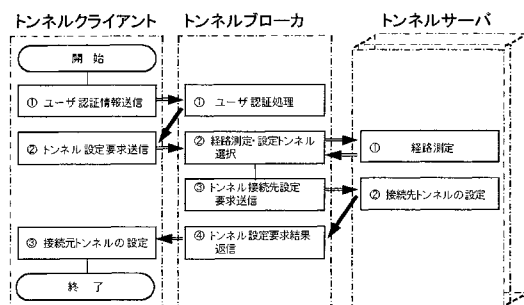 トンネルクライアント トンネルブローカ トンネルサーバ
開 始
① ユーザ認証情報送信 ① ユーザ認証処理
② トンネル設定要求送信 ② 経路測定・設定トンネル
選択 ① 経路測定
③ トンネル接続先設定
要求送信 ② 接続先トンネルの設定
③ 接続元トンネルの設定 ④ トンネル設定要求結果
返信
終 了